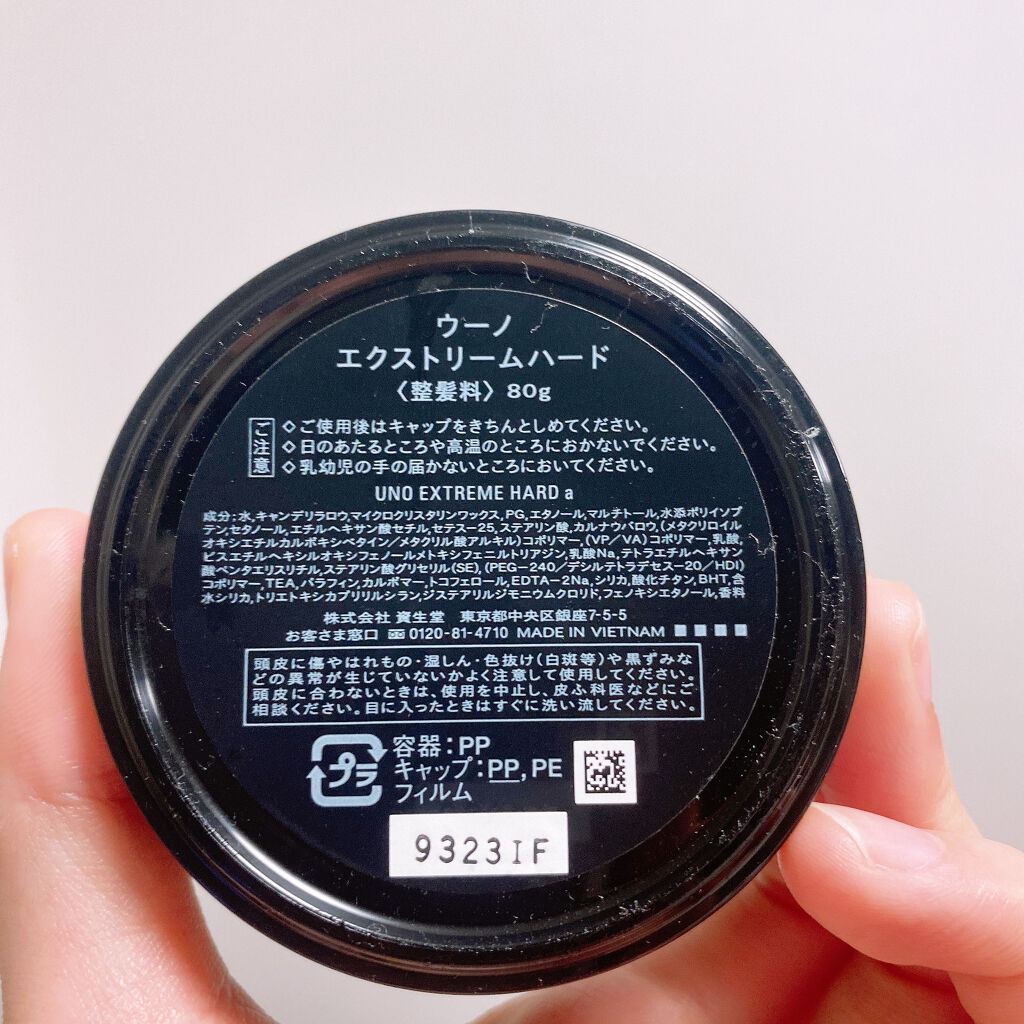 ウーノ
エクストリームハード
〈整髪料〉80g
ご注意
◇ご使用後はキャップをきちんとしめてください。
◇日のあたるところや高温のところにおかないでください。
◇乳幼児の手の届かないところにおいてください。
UNO EXTREME HARD a
成分:水,キャンデリラロウ,マイクロクリスタリンワックス,PG,エタノール,マルチトール,水添ポリイソブ
テン,セタノール,エチルヘキサン酸セチル,セテス-25,ステアリン酸,カルナウバロウ,(メタクリロイル
オキシエチルカルボキシベタイン/メタクリル酸アルキル)コポリマー,(VP/VA)コポリマー,乳酸,
ビスエチルヘキシルオキシフェノールメトキシフェニルトリアジン,乳酸Na,テトラエチルヘキサン
酸ペンタエリスリチル,ステアリン酸グリセリル(SE),(PEG-240/デシルテトラデセス-20/HDI)
コポリマー,TEA,パラフィン,カルボマー,トコフェロール,EDTA-2Na,シリカ,酸化チタン,BHT,含
水シリカ,トリエトキシカプリリルシラン,ジステアリルジモニウムクロリド,フェノキシエタノール,香料
株式会社 資生堂 東京都中央区銀座7-5-5
お客さま窓口 0120-81-4710 MADE IN VIETNAM
頭皮に傷やはれもの・湿しん・色抜け(白斑等)や黒ずみな
どの異常が生じていないかよく注意して使用してください。
頭皮に合わないときは、使用を中止し、皮ふ科医などにご
相談ください。目に入ったときはすぐに洗い流してください。
プラ
容器:PP
キャップ:PP,PE
フィルム
9323IF